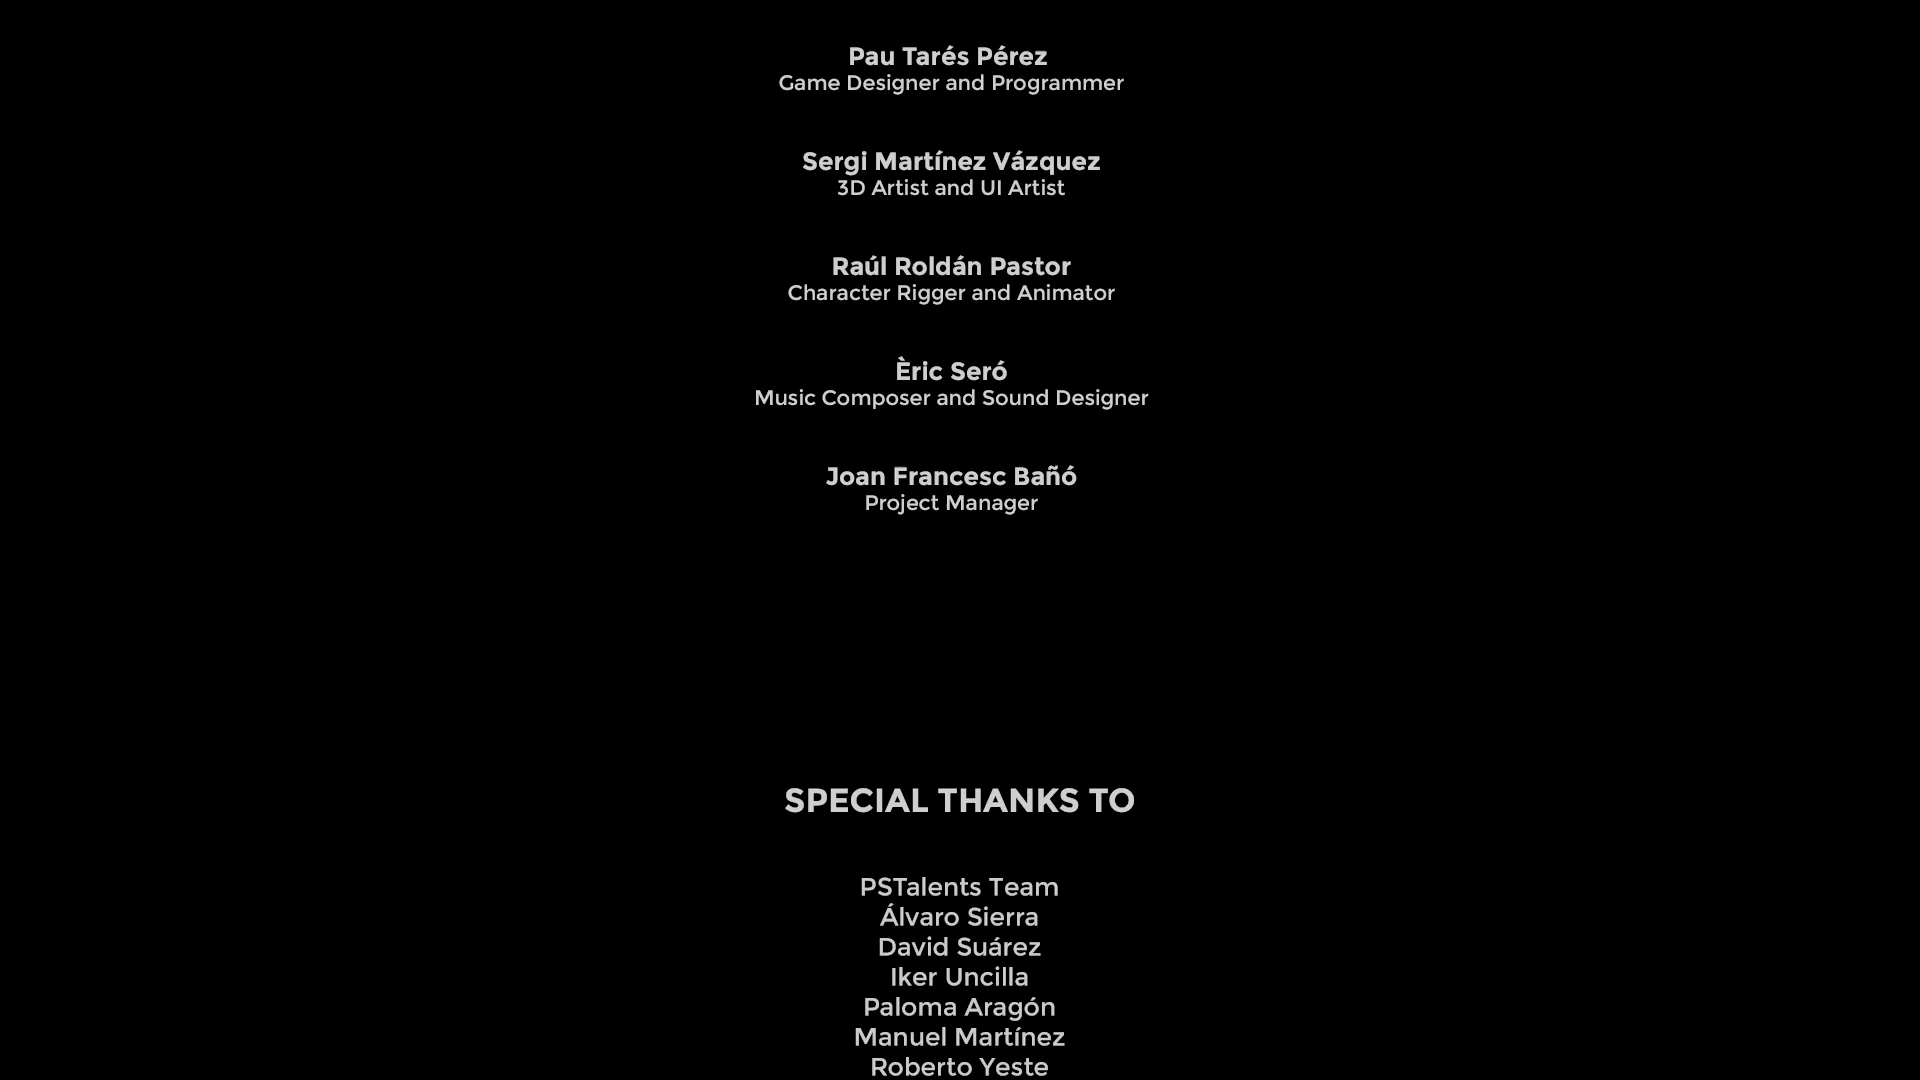 Pau Tarés Pérez
Game Designer and Programmer
Sergi Martínez Vázquez
3D Artist and UI Artist
Raúl Roldán Pastor
Character Rigger and Animator
Èric Seró
Music Composer and Sound Designer
Joan Francesc Bañó
Project Manager
SPECIAL THANKS TO
PSTalents Team
Álvaro Sierra
David Suárez
Iker Uncilla
Paloma Aragón
Manuel Martínez
Roberto Yeste